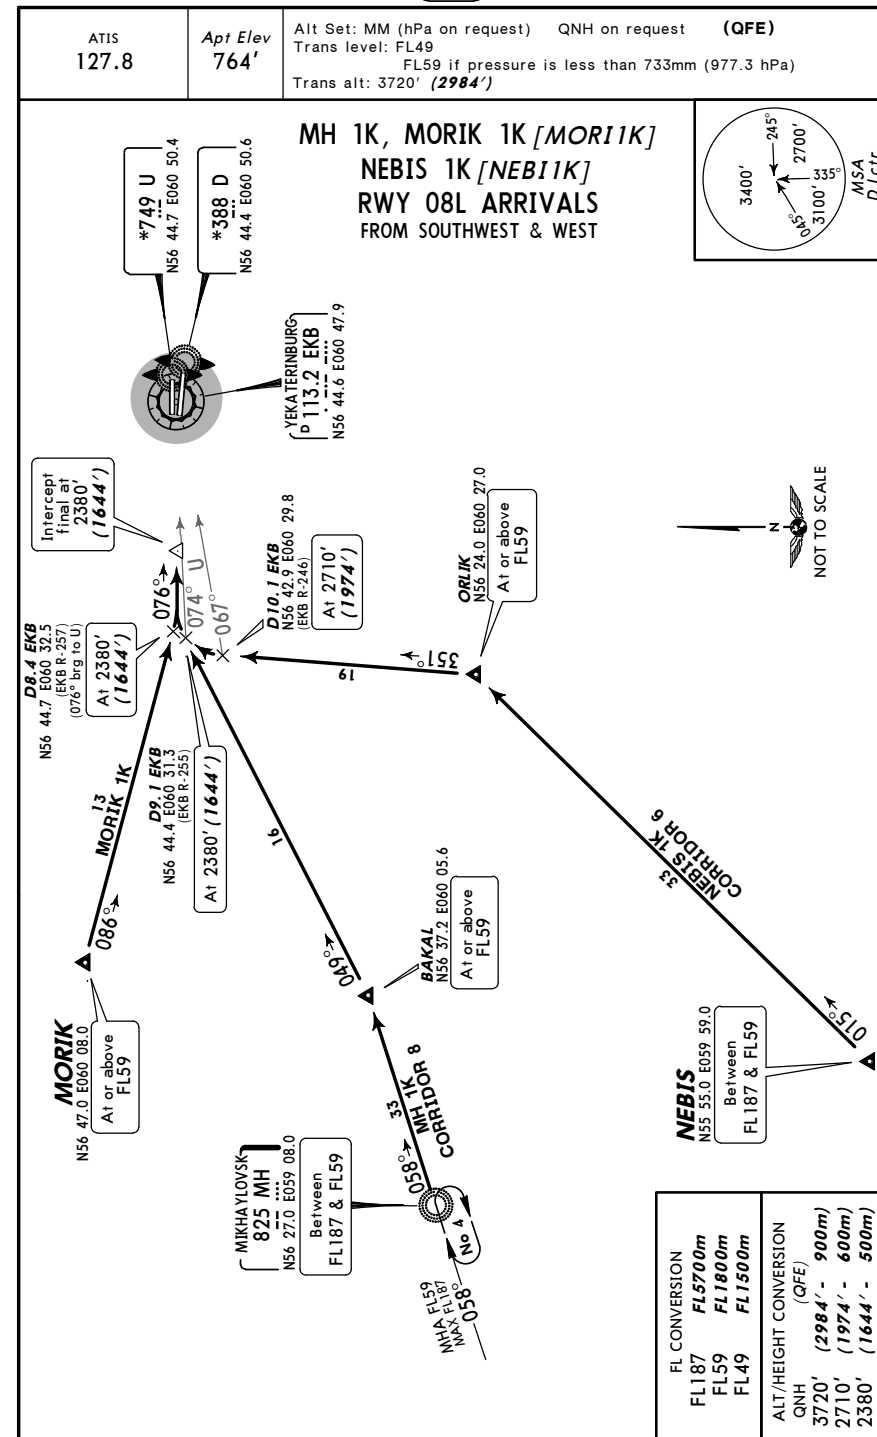 ATIS
127.8
Apt Elev
764'
Alt Set: MM (hPa on request) QNH on request (QFE)
Trans level: FL49
FL59 if pressure is less than 733mm (977.3 hPa)
Trans alt: 3720' (2984')
MH 1K, MORIK 1K [MORI1K]
NEBIS 1K [NEBI1K]
RWY 08L ARRIVALS
FROM SOUTHWEST & WEST
245°
2700'
3400'
335°
3100'
045°
MSA
D Lctr
*749 U
N56 44.7 E060 50.4
*388 D
N56 44.4 E060 50.6
YEKATERINBURG
D 113.2 EKB
N56 44.6 E060 47.9
Intercept
final at
2380'
(1644')
076°
074° U
067°
D10.1 EKB
N56 42.9 E060 29.8
(EKB R-246)
At 2710'
(1974')
ORLIK
N56 24.0 E060 27.0
At or above
FL59
N
NOT TO SCALE
D8.4 EKB
N56 44.7 E060 32.5
(EKB R-257)
(076° brg to U)
At 2380'
(1644')
351°
19
D9.1 EKB
N56 44.4 E060 31.3
(EKB R-255)
At 2380' (1644')
13
MORIK 1K
086°
16
049°
BAKAL
N56 37.2 E060 05.6
At or above
FL59
NEBIS 1K
CORRIDOR 6
33
015°
MORIK
N56 47.0 E060 08.0
At or above
FL59
NEBIS
N55 55.0 E059 59.0
Between
FL187 & FL59
33
MH 1K
CORRIDOR 8
058°
MIKHAYLOVSK
825 MH
N56 27.0 E059 08.0
Between
FL187 & FL59
No 4
MHA FL59
MAX FL187
058°
FL CONVERSION
FL187 FL5700m
FL59 FL1800m
FL49 FL1500m
ALT/HEIGHT CONVERSION
QNH (QFE)
3720' (2984' - 900m)
2710' (1974' - 600m)
2380' (1644' - 500m)